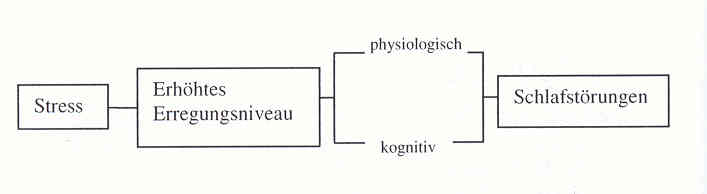 physiologisch
Stress
Erhöhtes
Erregungsniveau
Schlafstörungen
kognitiv